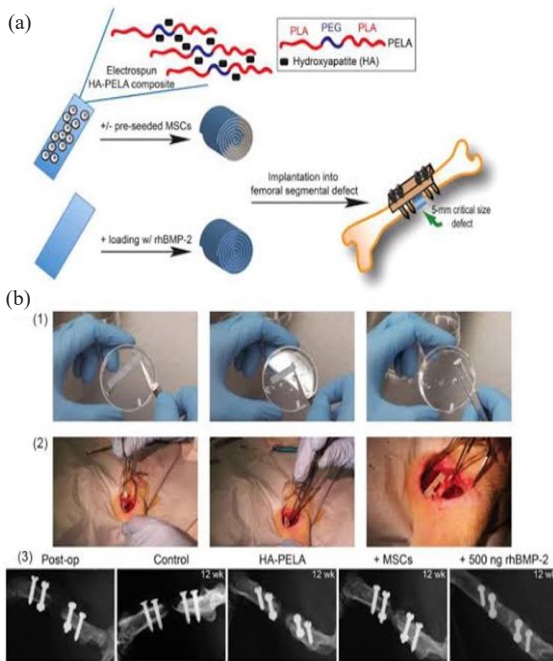 (a)
PLA PEG PLA
PELA
Hydroxyapatite (HA)
Electrospun
HA-PELA composite
+/- pre-seeded MSCs
Implantation into
femoral segmental defect
5-mm critical size
defect
+ loading w/ rhBMP-2
(b)
(1)
(2)
(3)
Post-op Control HA-PELA + MSCs + 500 ng rhBMP-2
12 wk 12 wk 12 wk 12 wk